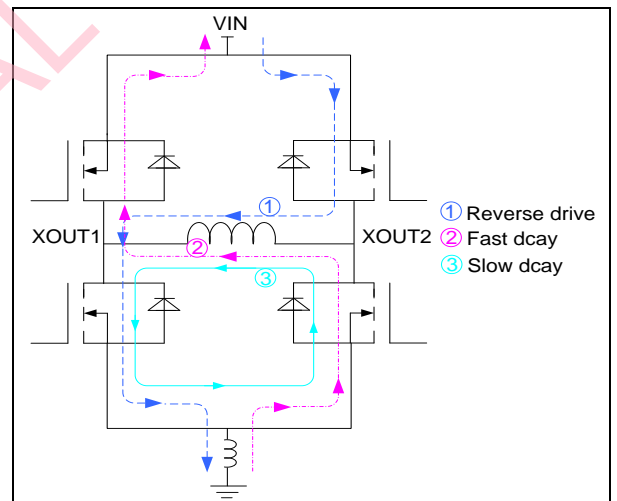 VIN
①
XOUT1
②
XOUT2
③
① Reverse drive
② Fast dcay
③ Slow dcay